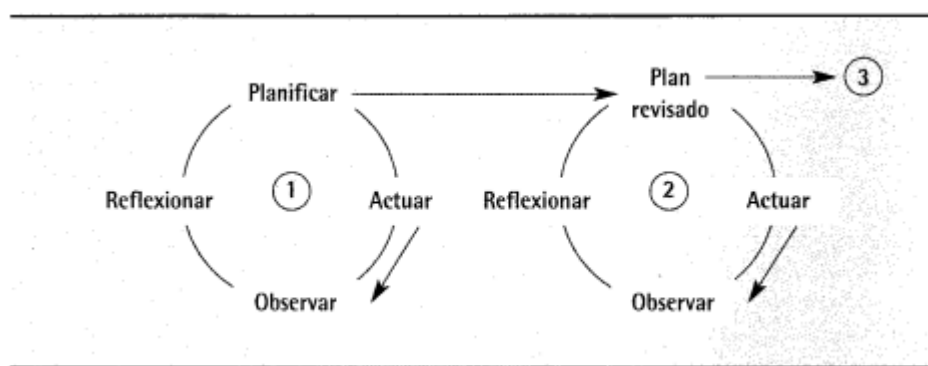 Planificar
Plan
revisado
3
Reflexionar
1
Actuar
Reflexionar
2
Actuar
Observar
Observar